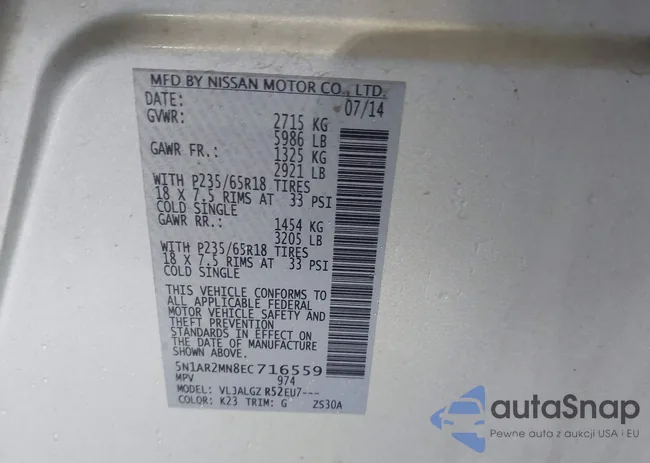 MFD BY NISSAN MOTOR CO., LTD.
DATE: 07/14
GVWR: 2715 KG
5986 LB
GAWR FR.: 1325 KG
2921 LB
WITH P235/65R18 TIRES
18 X 7.5 RIMS AT 33 PSI
COLD SINGLE
GAWR RR.: 1454 KG
3205 LB
WITH P235/65R18 TIRES
18 X 7.5 RIMS AT 33 PSI
COLD SINGLE
THIS VEHICLE CONFORMS TO
ALL APPLICABLE FEDERAL
MOTOR VEHICLE SAFETY AND
THEFT PREVENTION
STANDARDS IN EFFECT ON
THE DATE OF MANUFACTURE
SHOWN ABOVE.
5N1AR2MN8EC716559
MPV 974
MODEL: VLJALGZ R52EU7---
COLOR: K23 TRIM: G ZS30A
autoSnap
Pewne auta z aukcji USA i EU